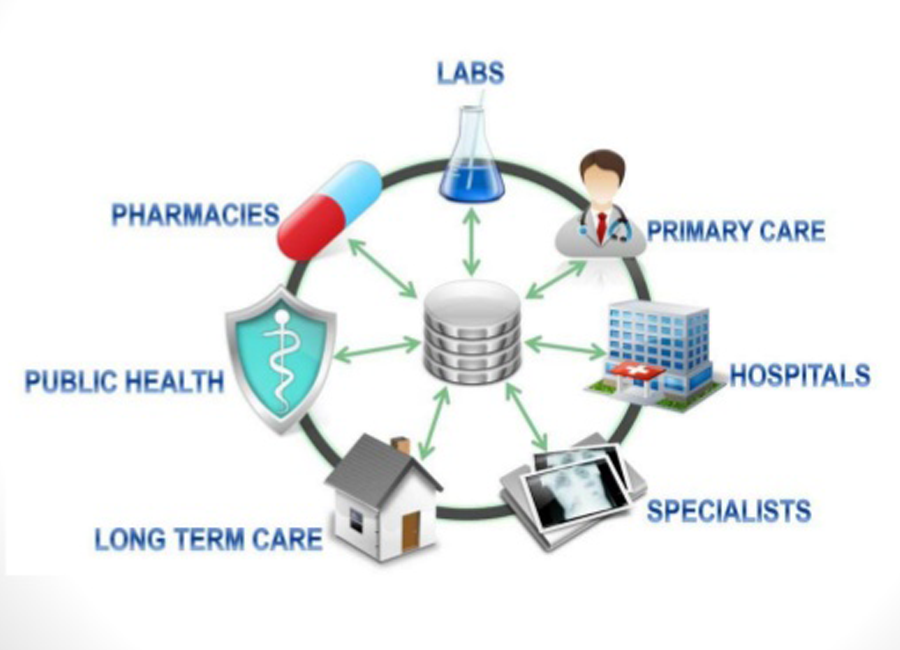 LABS
PHARMACIES
PRIMARY CARE
PUBLIC HEALTH
HOSPITALS
LONG TERM CARE
SPECIALISTS